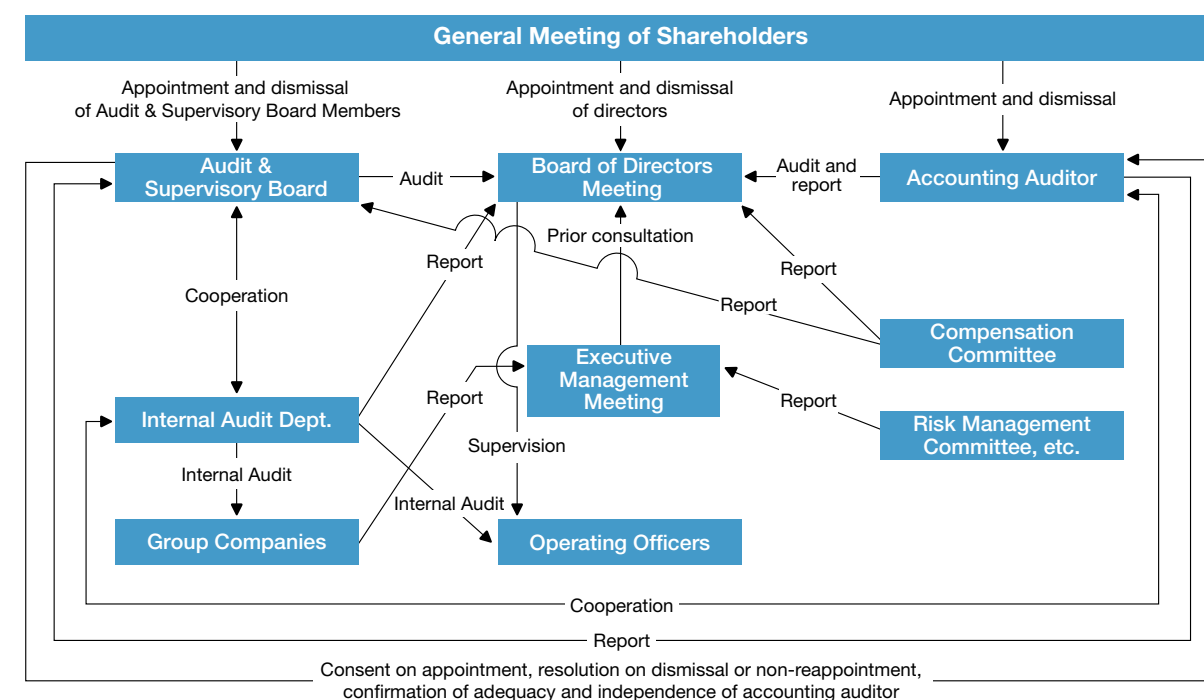 General Meeting of Shareholders
Appointment and dismissal
of Audit & Supervisory Board Members
Appointment and dismissal
of directors
Appointment and dismissal
Audit &
Supervisory Board
Audit
Board of Directors
Meeting
Audit and
report
Accounting Auditor
Prior consultation
Report
Report
Cooperation
Report
Compensation
Committee
Executive
Management
Meeting
Report
Report
Internal Audit Dept.
Risk Management
Committee, etc.
Supervision
Internal Audit
Internal Audit
Group Companies
Operating Officers
Cooperation
Report
Consent on appointment, resolution on dismissal or non-reappointment,
confirmation of adequacy and independence of accounting auditor